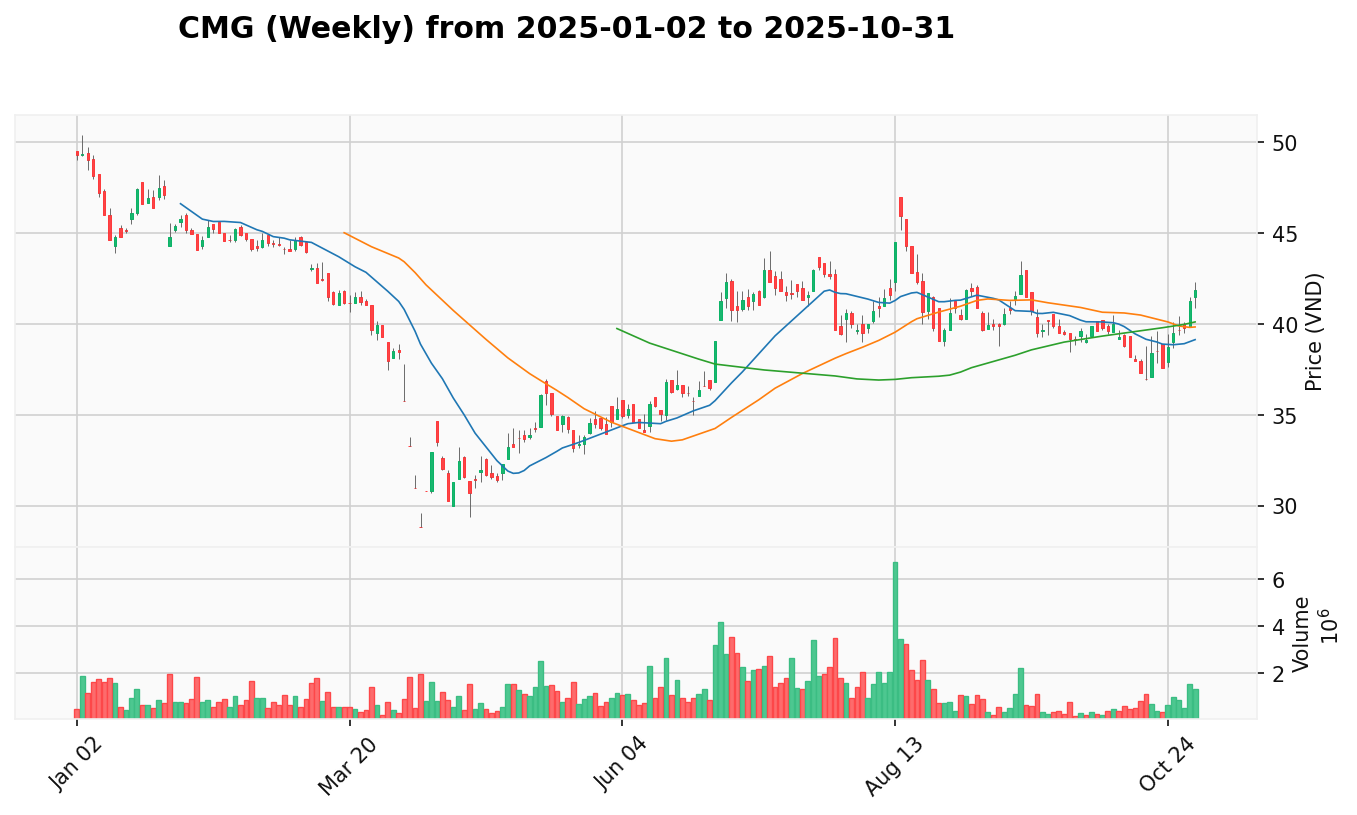 CMG (Weekly) from 2025-01-02 to 2025-10-31
50
45
40
35
30
Price (VND)
6
4
2
Volume
10^6
Jan 02
Mar 20
Jun 04
Aug 13
Oct 24